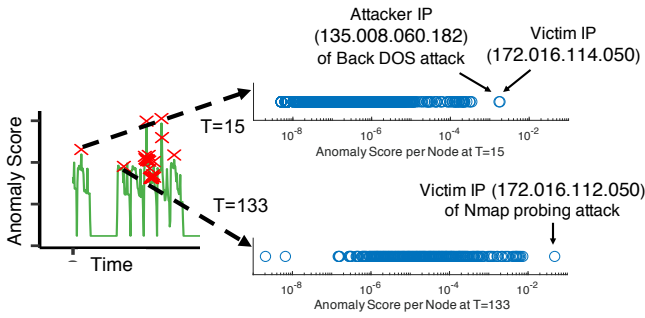 Attacker IP
(135.008.060.182)
of Back DOS attack
Victim IP
(172.016.114.050)
T=15
10-8
10-6
10-4
10-2
Anomaly Score per Node at T=15
Anomaly Score
Time
T=133
Victim IP (172.016.112.050)
of Nmap probing attack
10-8
10-6
10-4
10-2
Anomaly Score per Node at T=133